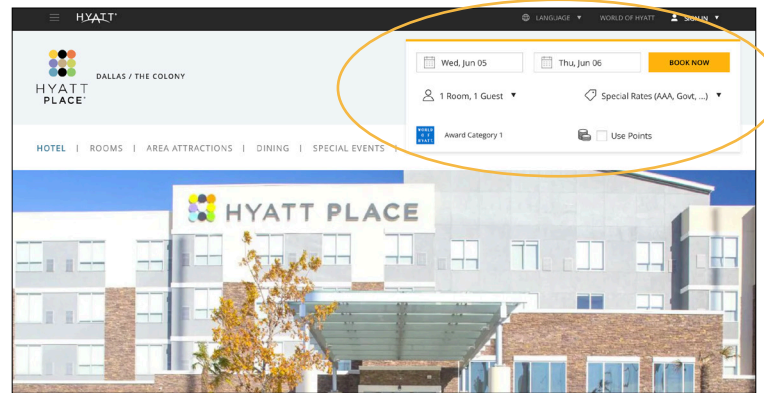 HYATT
LANGUAGE ▼ WORLD OF HYATT SIGN IN ▼
HYATT
PLACE
DALLAS / THE COLONY
Wed, Jun 05 Thu, Jun 06 BOOK NOW
1 Room, 1 Guest ▼ Special Rates (AAA, Govt, ...) ▼
WORLD
OF
HYATT
Award Category 1 Use Points
HOTEL | ROOMS | AREA ATTRACTIONS | DINING | SPECIAL EVENTS |
HYATT PLACE